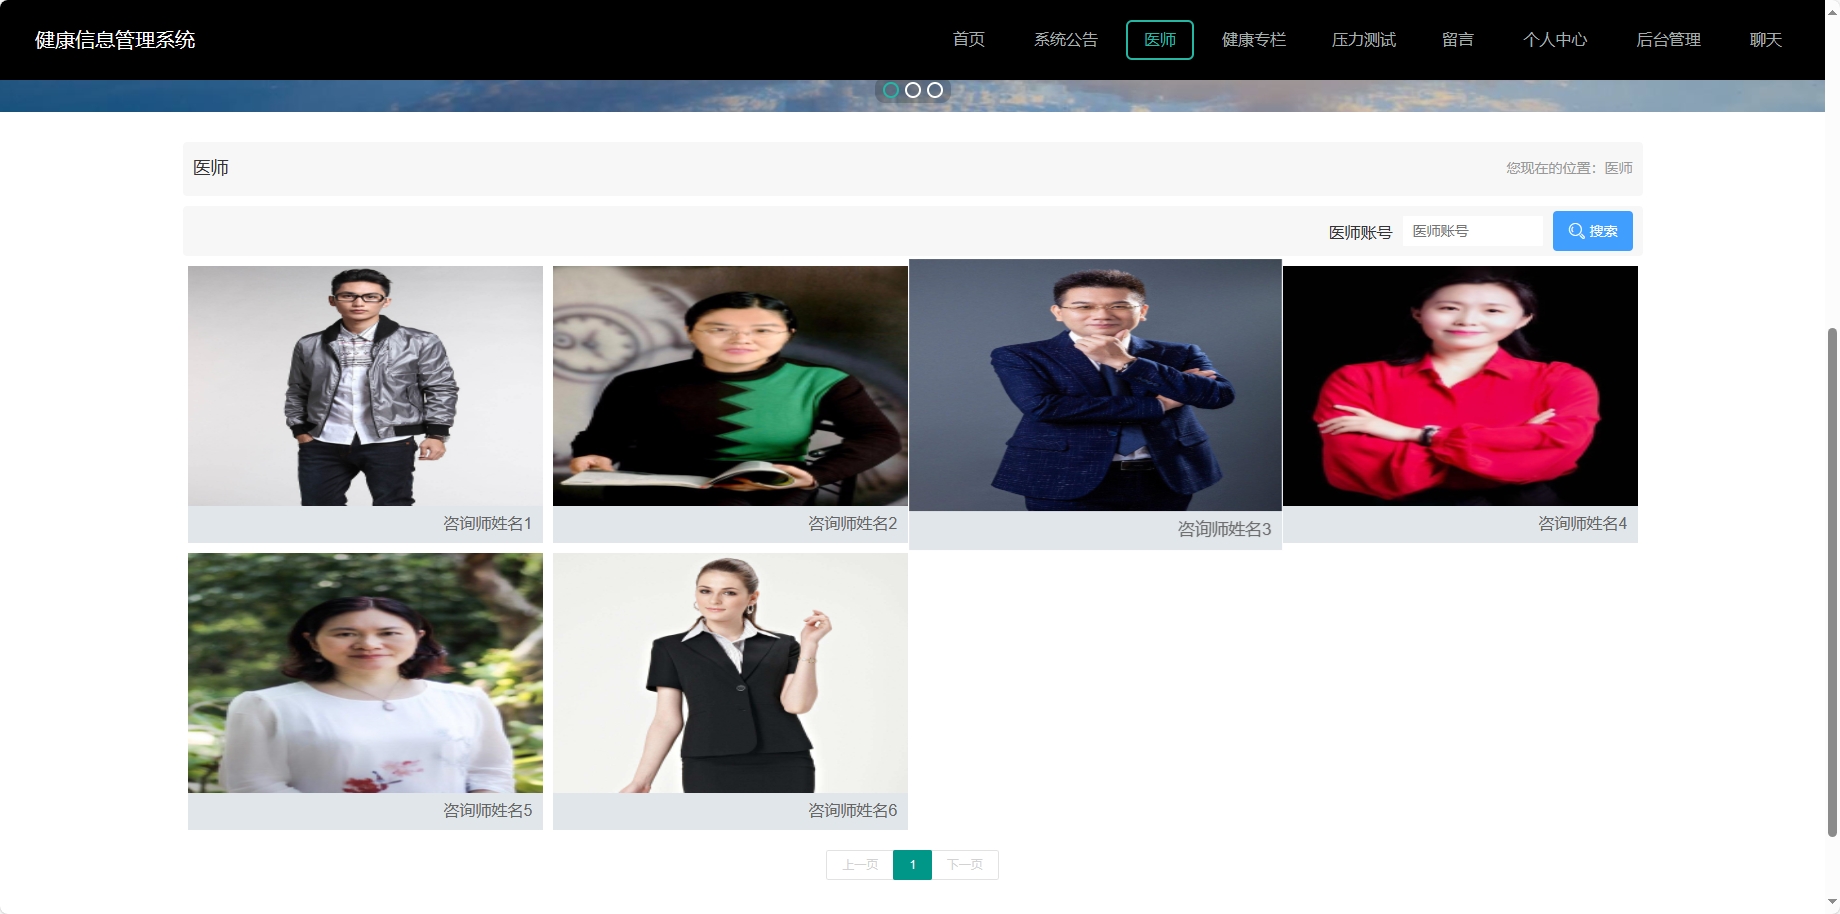 健康信息管理系统
首页 系统公告 医师 健康专栏 压力测试 留言 个人中心 后台管理 聊天
医师 您现在的位置：医师
医师账号 医师账号 搜索
咨询师姓名1 咨询师姓名2 咨询师姓名3 咨询师姓名4
咨询师姓名5 咨询师姓名6
上一页 1 下一页